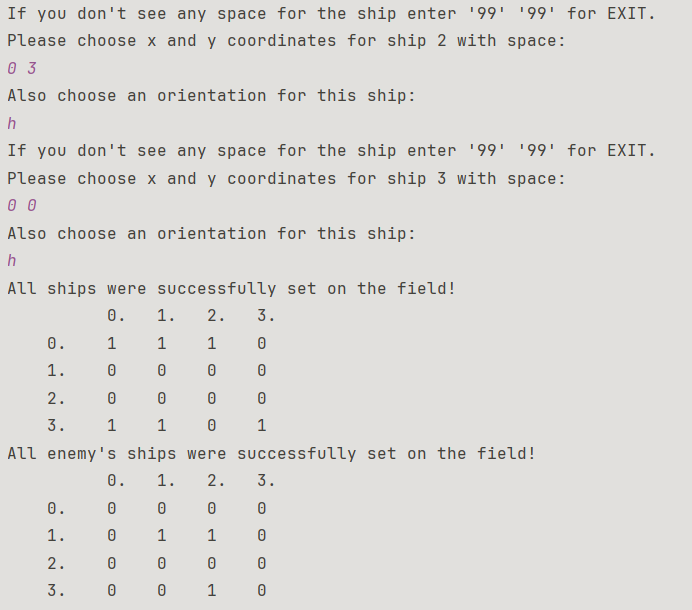 If you don't see any space for the ship enter '99' '99' for EXIT.
Please choose x and y coordinates for ship 2 with space:
0 3
Also choose an orientation for this ship:
h
If you don't see any space for the ship enter '99' '99' for EXIT.
Please choose x and y coordinates for ship 3 with space:
0 0
Also choose an orientation for this ship:
h
All ships were successfully set on the field!
0. 1. 2. 3.
0. 1 1 1 0
1. 0 0 0 0
2. 0 0 0 0
3. 1 1 0 1
All enemy's ships were successfully set on the field!
0. 1. 2. 3.
0. 0 0 0 0
1. 0 1 1 0
2. 0 0 0 0
3. 0 0 1 0